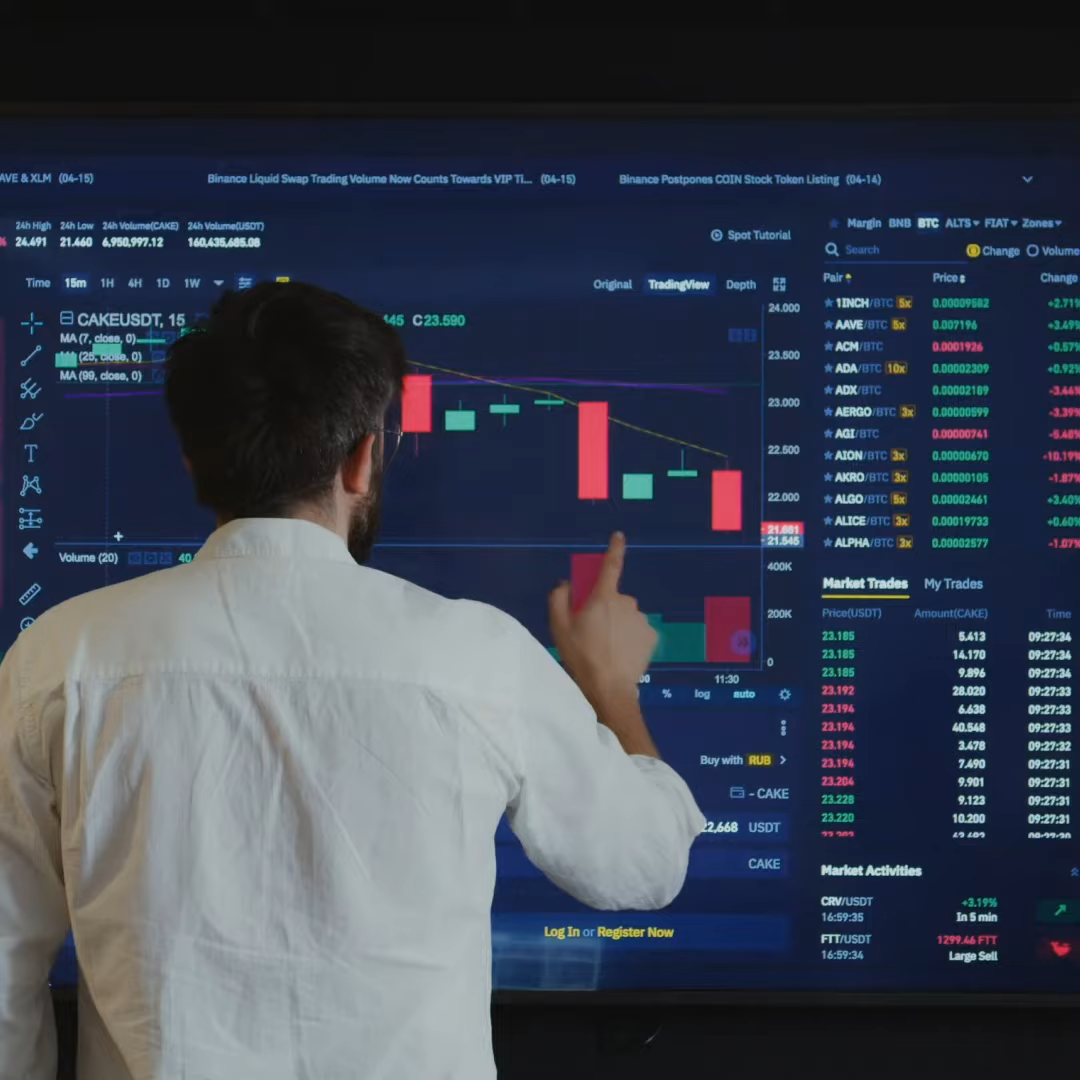 AVE & XLM (04-15)
Binance Liquid Swap Trading Volume Now Counts Towards VIP Ti... (04-15)
Binance Postpones COIN Stock Token Listing (04-14)
24h High 24h Low 24h Volume(CAKE) 24h Volume(USDT)
% 24.491 21.460 6,950,997.12 160,435,685.08
Spot Tutorial
Time 15m 1H 4H 1D 1W
Original TradingView Depth
CAKEUSDT, 15
C23.590
MA (7, close, 0)
MA (25, close, 0)
MA (99, close, 0)
24.000
23.500
23.000
22.500
22.000
21.545
Volume (20) 40
400K
200K
0
11:30
% log auto
Buy with RUB
- CAKE
USDT
CAKE
Log In or Register Now
Margin BNB BTC ALTS FIAT Zones
Search
Change Volume
Pair Price Change
1INCH/BTC 5x 0.00009582 +2.71%
AAVE/BTC 5x 0.007196 +3.49%
ACM/BTC 0.0001926 +0.57%
ADA/BTC 10x 0.00002309 +0.92%
ADX/BTC 0.00002189 -3.44%
AERGO/BTC 3x 0.00000599 -3.39%
AGI/BTC 0.00000741 -5.48%
AION/BTC 3x 0.00000670 -10.19%
AKRO/BTC 3x 0.00000105 -1.87%
ALGO/BTC 5x 0.00002461 +3.40%
ALICE/BTC 3x 0.00019733 +0.60%
ALPHA/BTC 3x 0.00002577 -1.07%
Market Trades My Trades
Price(USDT) Amount(CAKE) Time
23.185 5.413 09:27:34
23.185 14.170 09:27:34
23.185 9.896 09:27:34
23.192 28.020 09:27:33
23.194 6.638 09:27:33
23.194 40.548 09:27:33
23.194 3.478 09:27:32
23.194 7.490 09:27:31
23.204 9.901 09:27:31
23.228 9.123 09:27:31
23.220 10.200 09:27:31
Market Activities
CRV/USDT +3.19%
16:59:35 In 5 min
FTT/USDT 1299.46 FTT
16:59:34 Large Sell